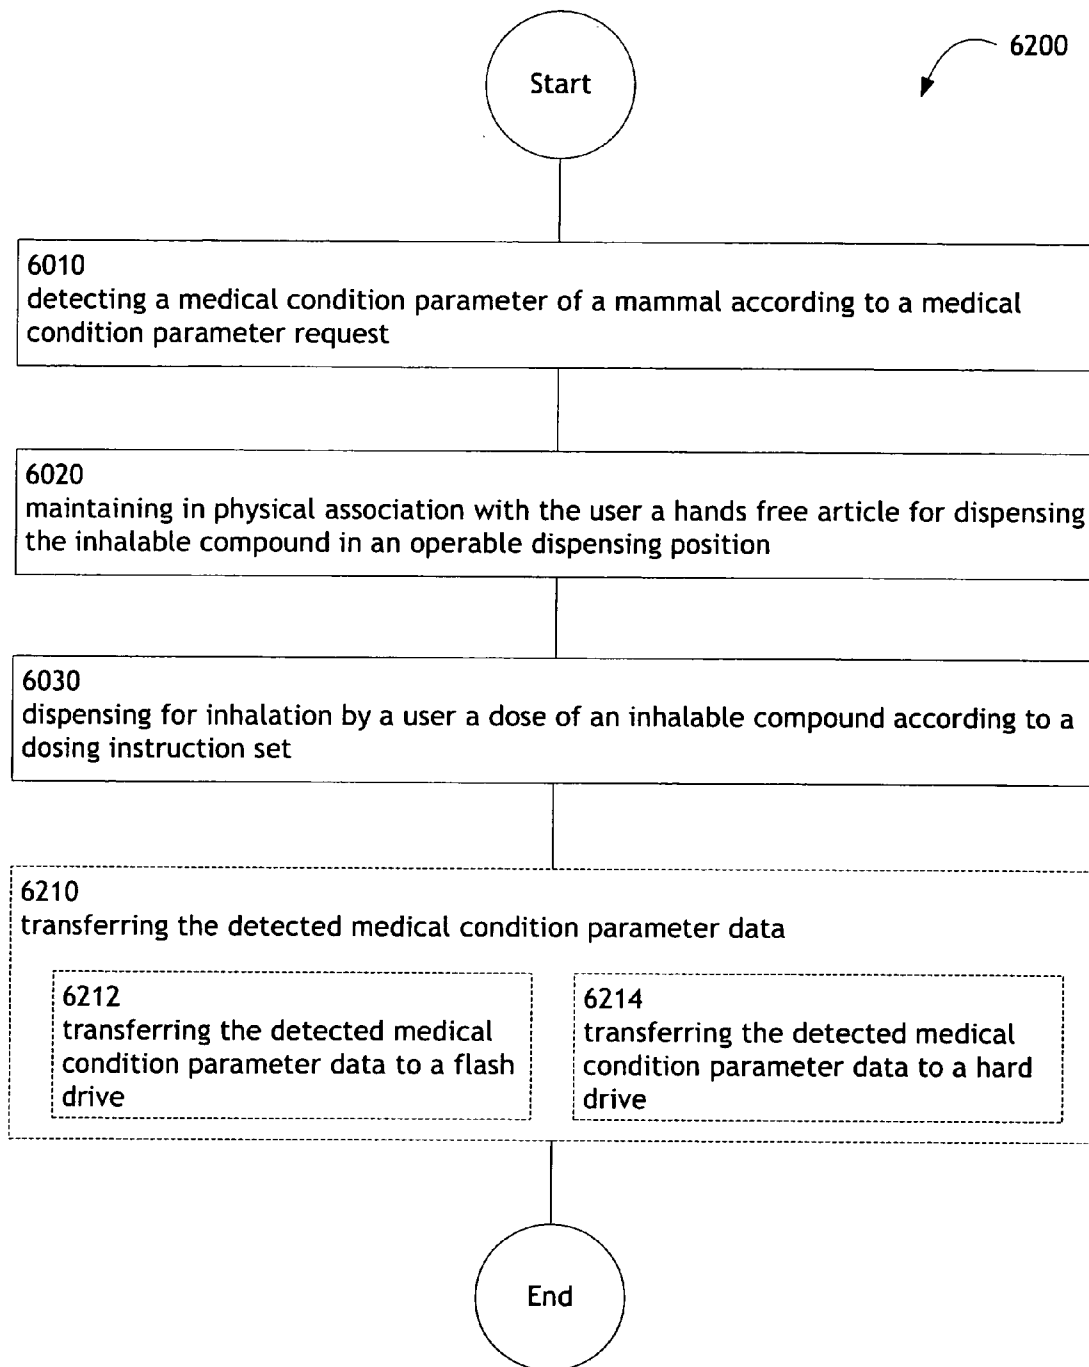 Start
6200
6010
detecting a medical condition parameter of a mammal according to a medical
condition parameter request
6020
maintaining in physical association with the user a hands free article for dispensing
the inhalable compound in an operable dispensing position
6030
dispensing for inhalation by a user a dose of an inhalable compound according to a
dosing instruction set
6210
transferring the detected medical condition parameter data
6212
transferring the detected medical
condition parameter data to a flash
drive
6214
transferring the detected medical
condition parameter data to a hard
drive
End